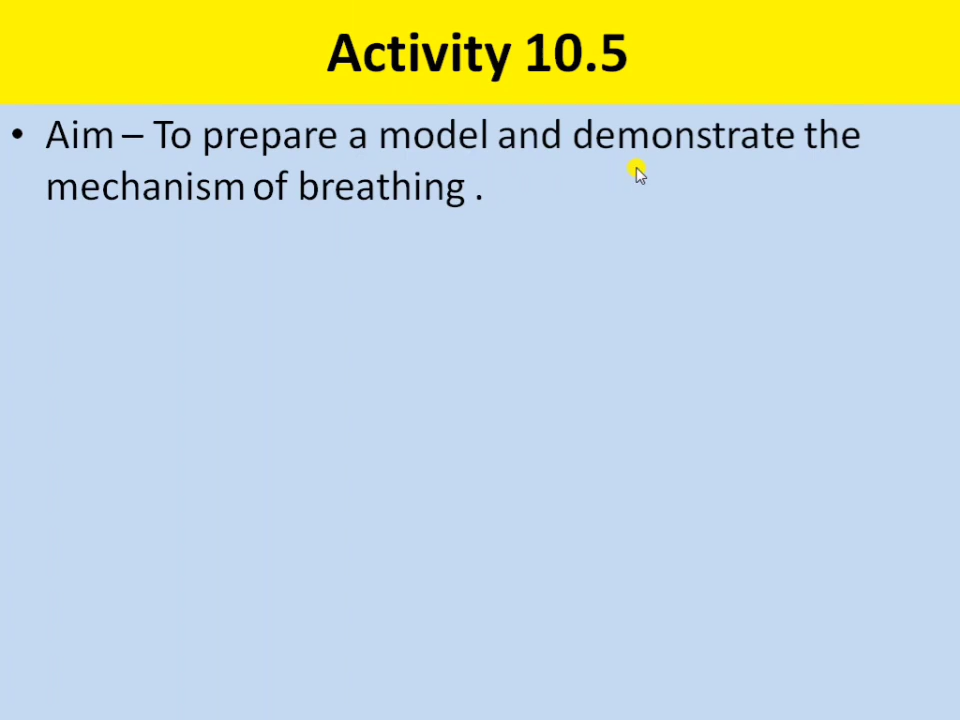 Activity 10.5
• Aim – To prepare a model and demonstrate the
mechanism of breathing .